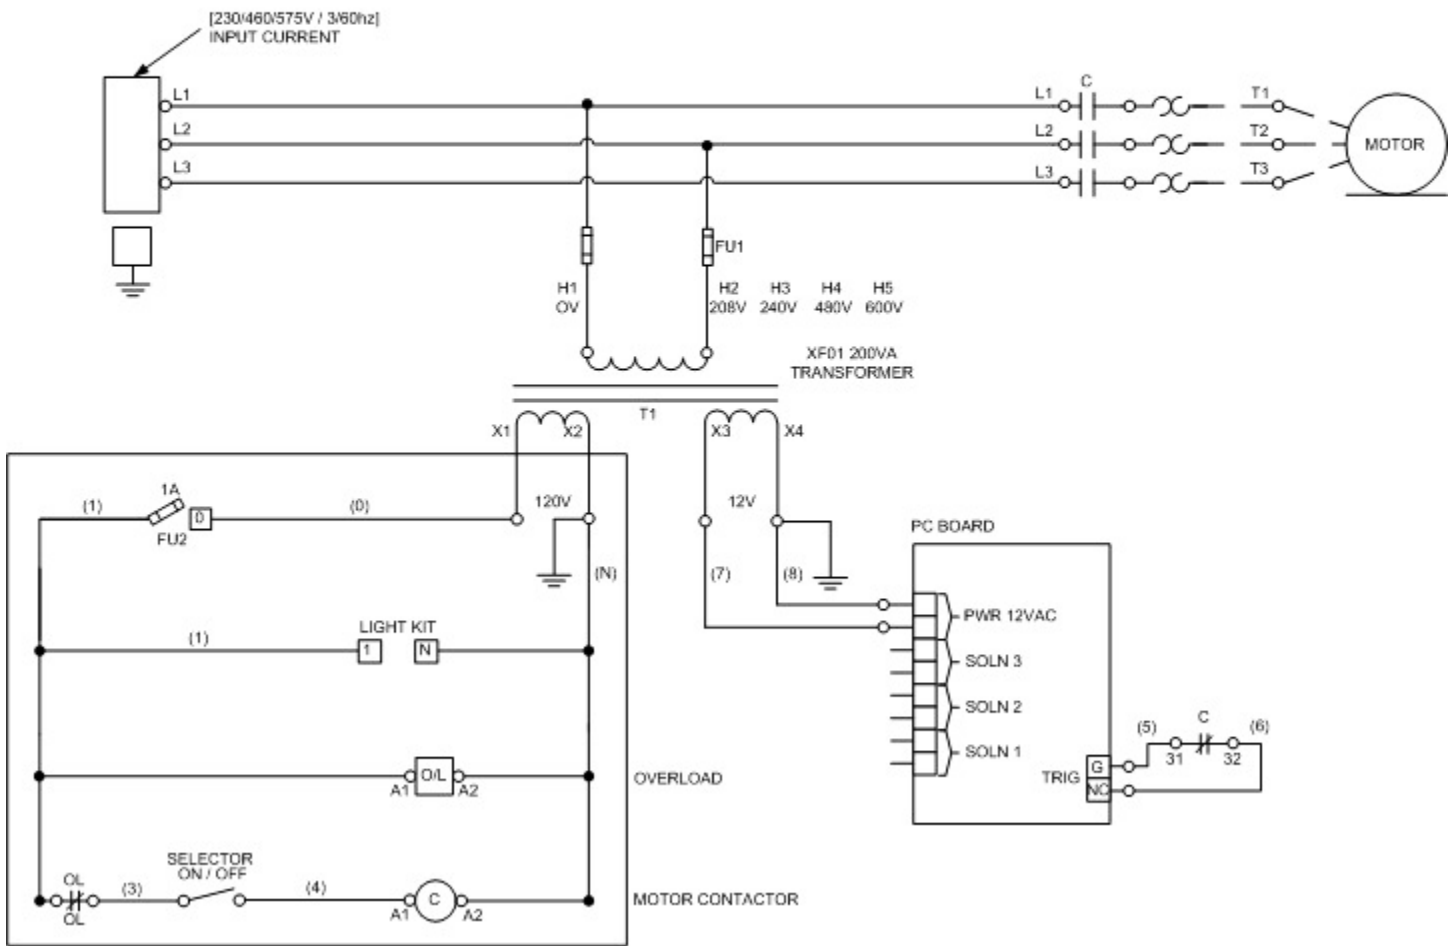 [230/460/575V / 3/60hz]
INPUT CURRENT
L1
L2
L3
L1
L2
L3
C
T1
T2
T3
MOTOR
FU1
H1
OV
H2 H3 H4 H5
208V 240V 480V 600V
XF01 200VA
TRANSFORMER
T1
X1
X2
X3
X4
120V
12V
(1)
1A
FU2
0
(0)
(N)
(7)
(8)
PC BOARD
PWR 12VAC
SOLN 3
SOLN 2
SOLN 1
TRIG
G
NC
(5)
C
(6)
31
32
(1)
LIGHT KIT
1
N
A1
O/L
A2
OVERLOAD
OL
OL
(3)
SELECTOR
ON / OFF
(4)
A1
C
A2
MOTOR CONTACTOR